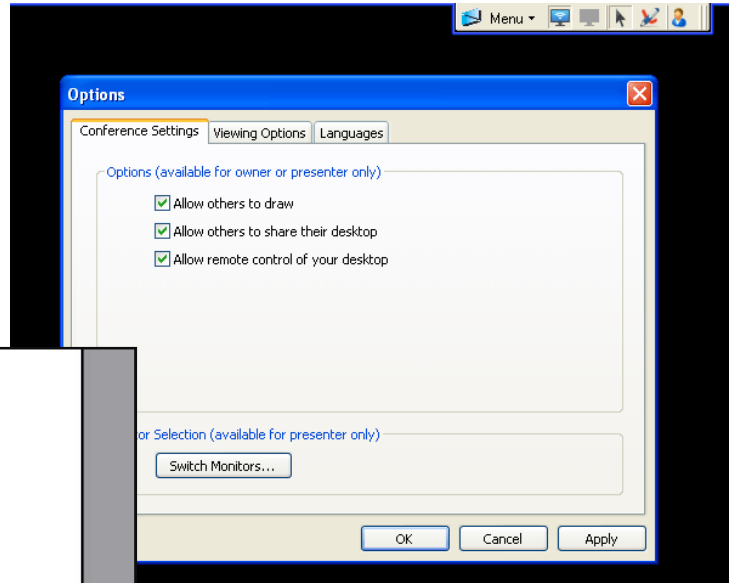 Menu
Options
Conference Settings Viewing Options Languages
Options (available for owner or presenter only)
Allow others to draw
Allow others to share their desktop
Allow remote control of your desktop
Selection (available for presenter only)
Switch Monitors...
OK Cancel Apply